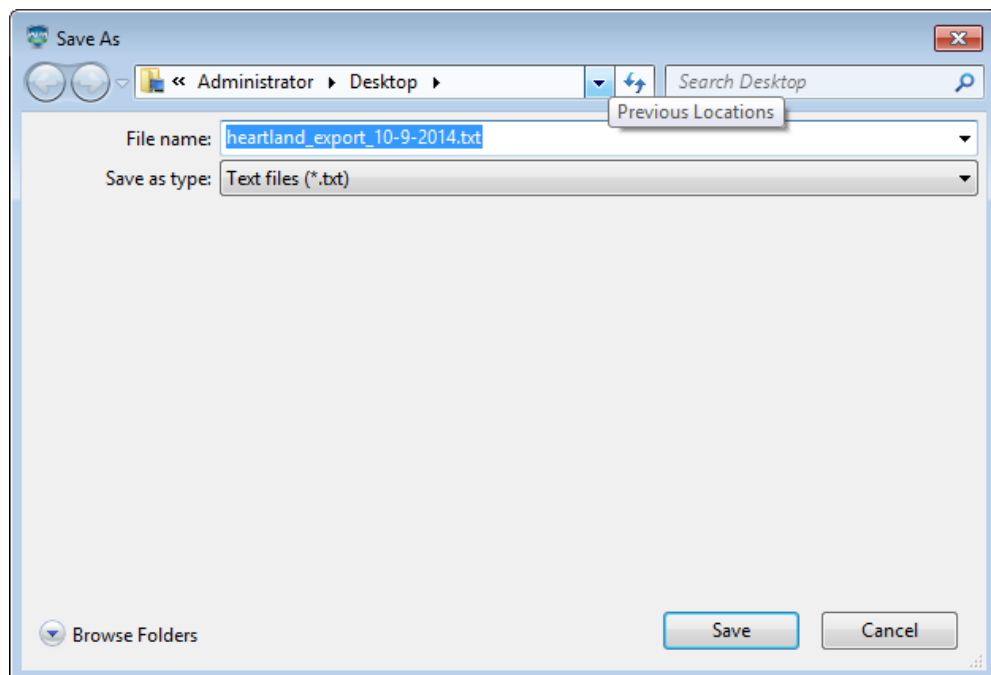 Save As
« Administrator Desktop
Search Desktop
Previous Locations
File name: heartland_export_10-9-2014.txt
Save as type: Text files (*.txt)
Browse Folders
Save
Cancel